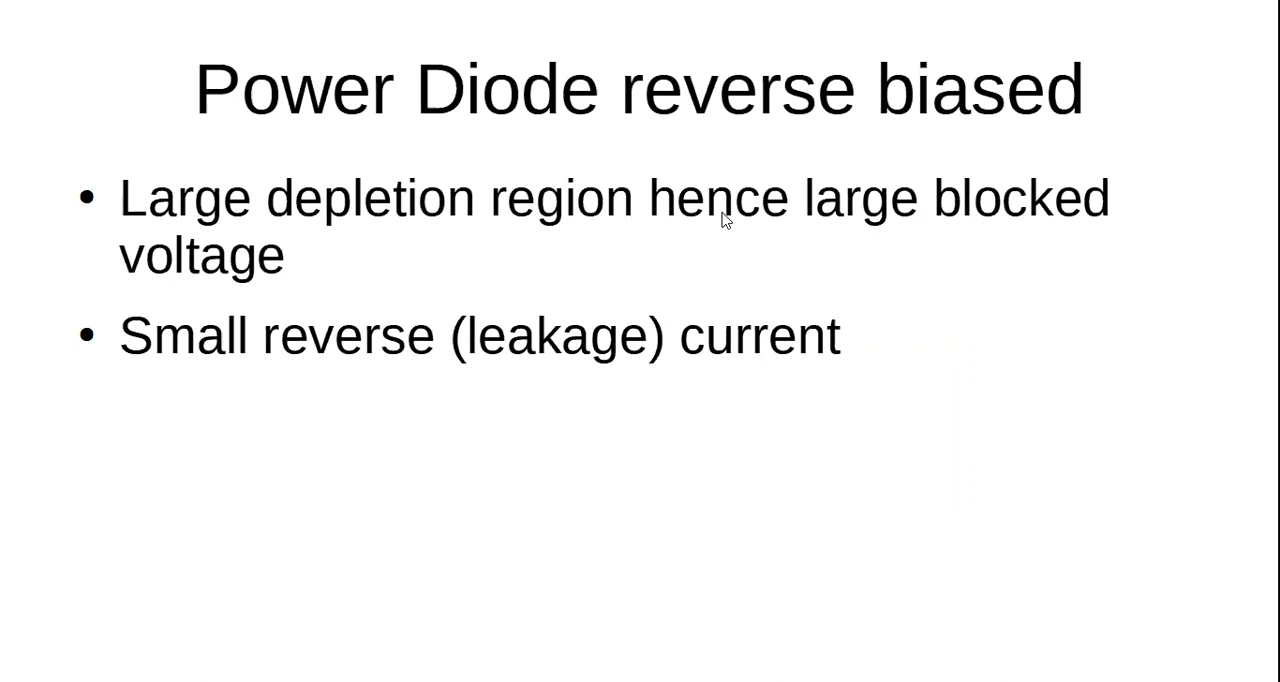 Power Diode reverse biased
• Large depletion region hence large blocked
voltage
• Small reverse (leakage) current